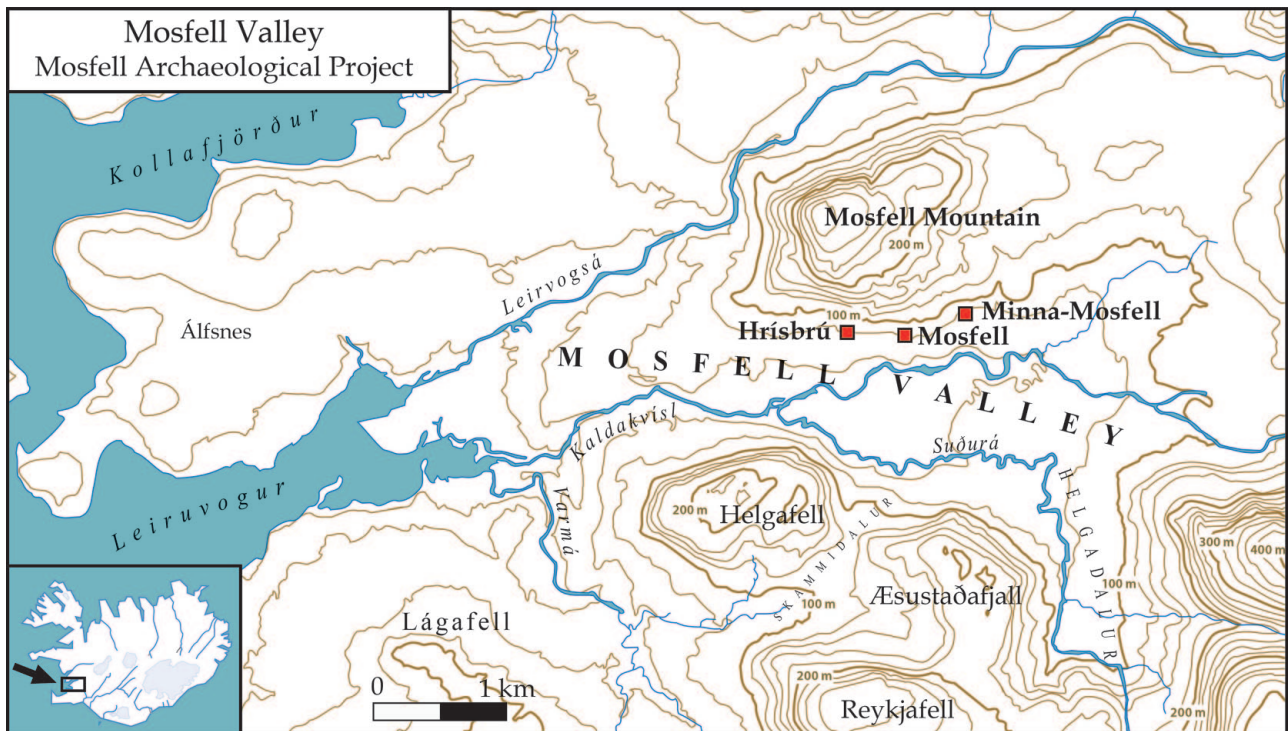 Mosfell Valley
Mosfell Archaeological Project
Kollafjörður
Mosfell Mountain
200 m
Leirvogsá
Álfsnes
100 m
Minna-Mosfell
Hrísbrú
Mosfell
MOSFELL VALLEY
Kaldakvísl
Suðurá
Leiruvogur
Varmá
200 m
Helgafell
HELGADALUR
300 m
400 m
SKAMMIDALUR
100 m
Æsustaðafjall
100 m
Lágafell
200 m
Reykjafell
200 m
0
1 km